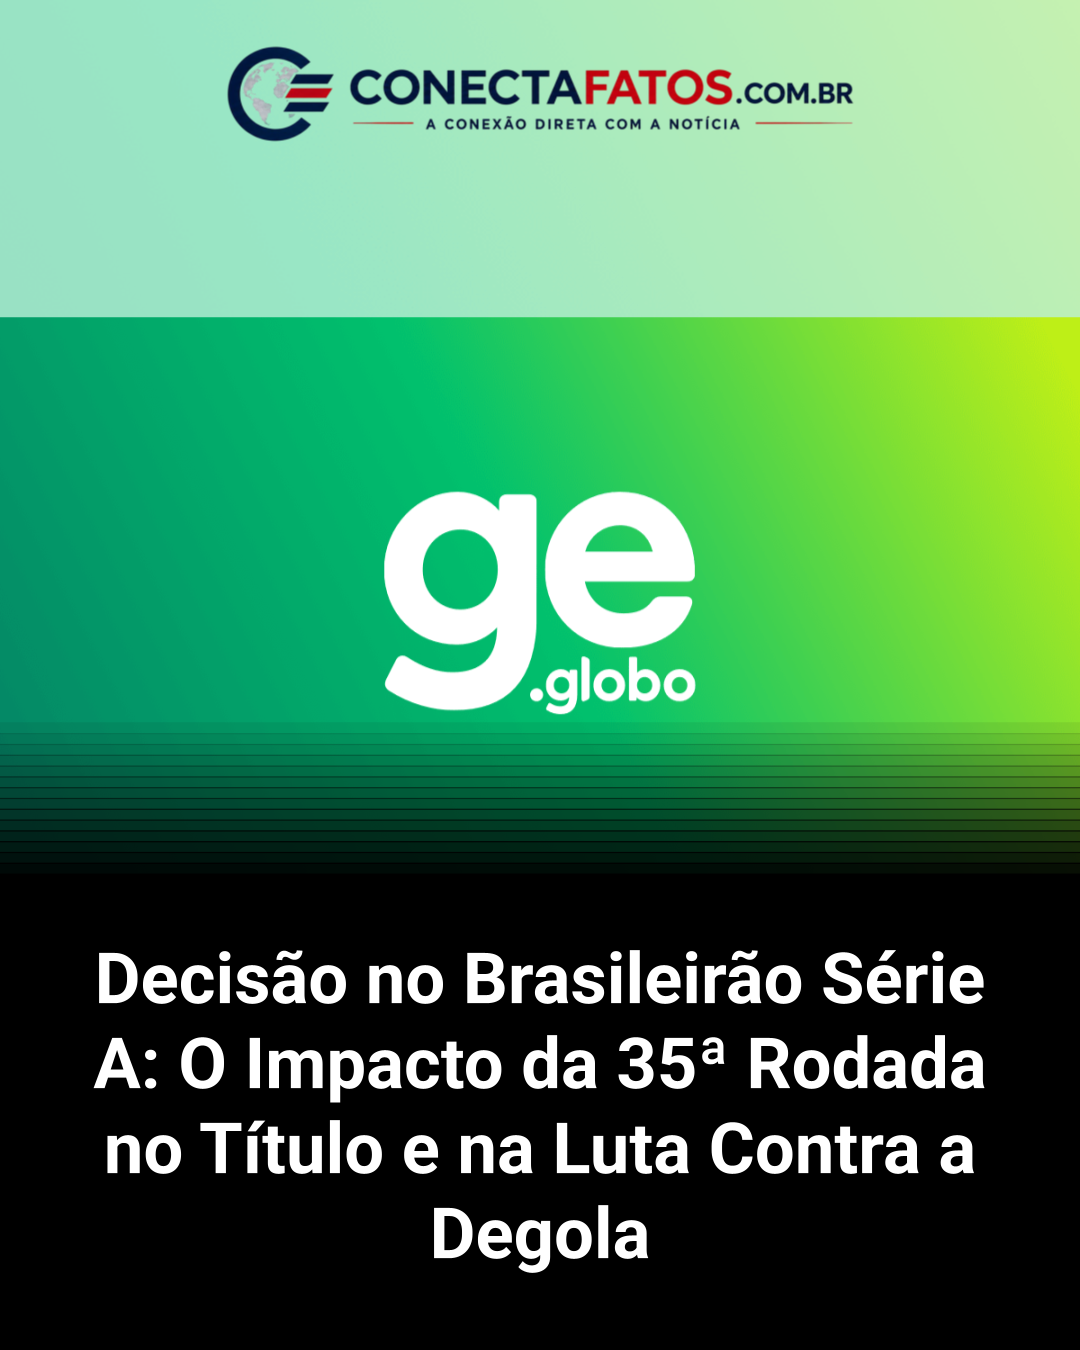 CONECTAFATOS.COM.BR
A CONEXÃO DIRETA COM A NOTÍCIA
ge
.globo
Decisão no Brasileirão Série
A: O Impacto da 35ª Rodada
no Título e na Luta Contra a
Degola